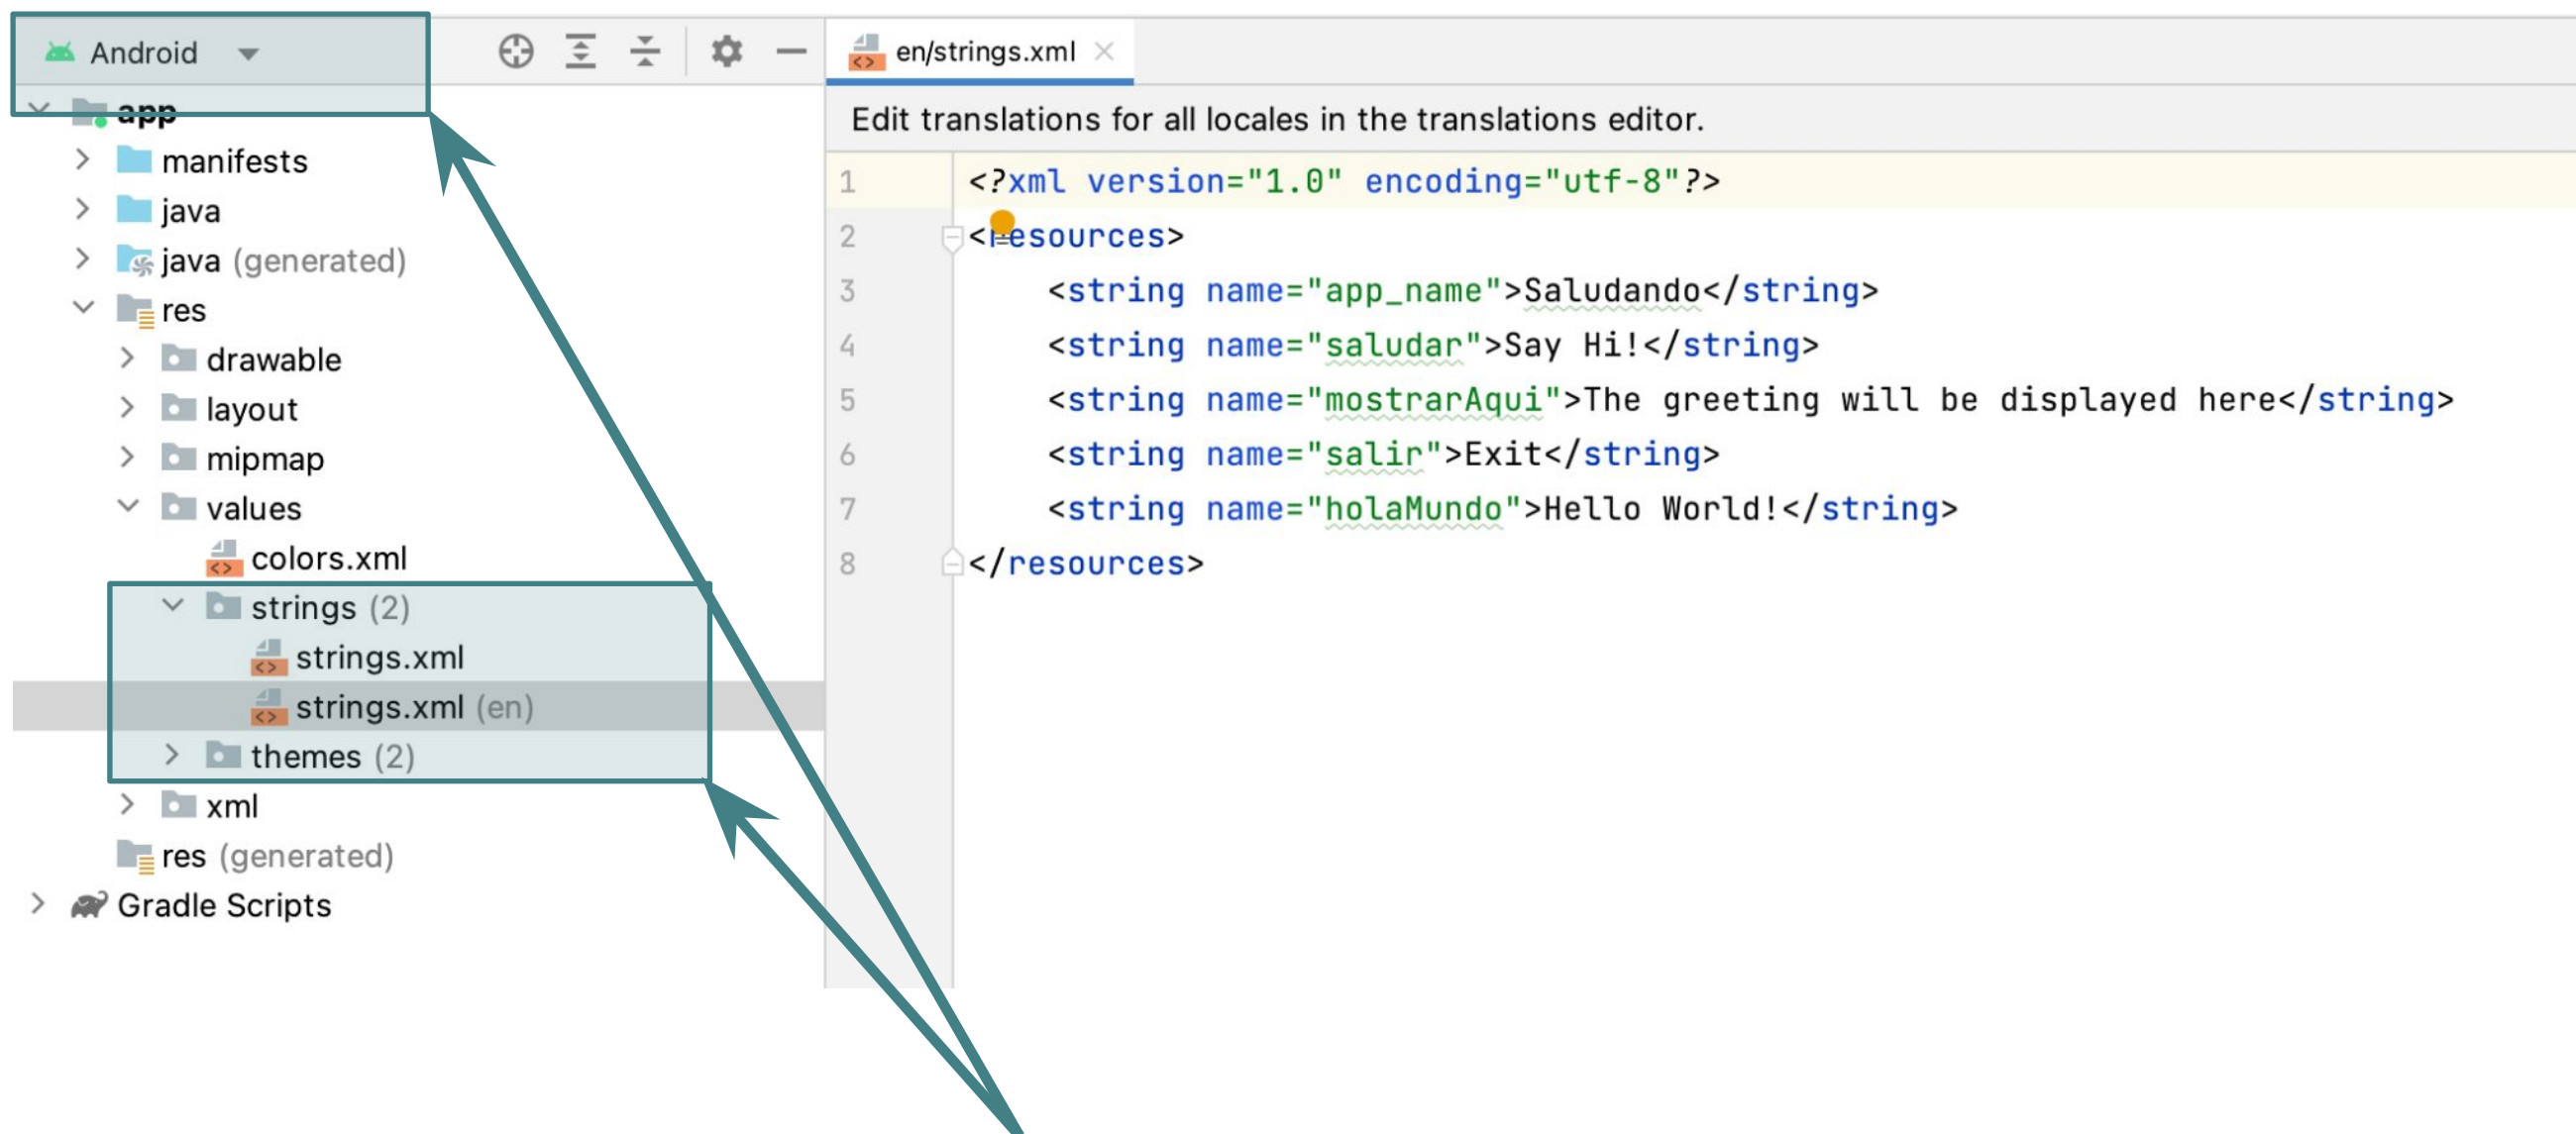 Android
app
manifests
java
java (generated)
res
drawable
layout
mipmap
values
colors.xml
strings (2)
strings.xml
strings.xml (en)
themes (2)
xml
res (generated)
Gradle Scripts
en/strings.xml
Edit translations for all locales in the translations editor.
1 <?xml version="1.0" encoding="utf-8"?>
2 <resources>
3 <string name="app_name">Saludando</string>
4 <string name="saludar">Say Hi!</string>
5 <string name="mostrarAqui">The greeting will be displayed here</string>
6 <string name="salir">Exit</string>
7 <string name="holaMundo">Hello World!</string>
8 </resources>